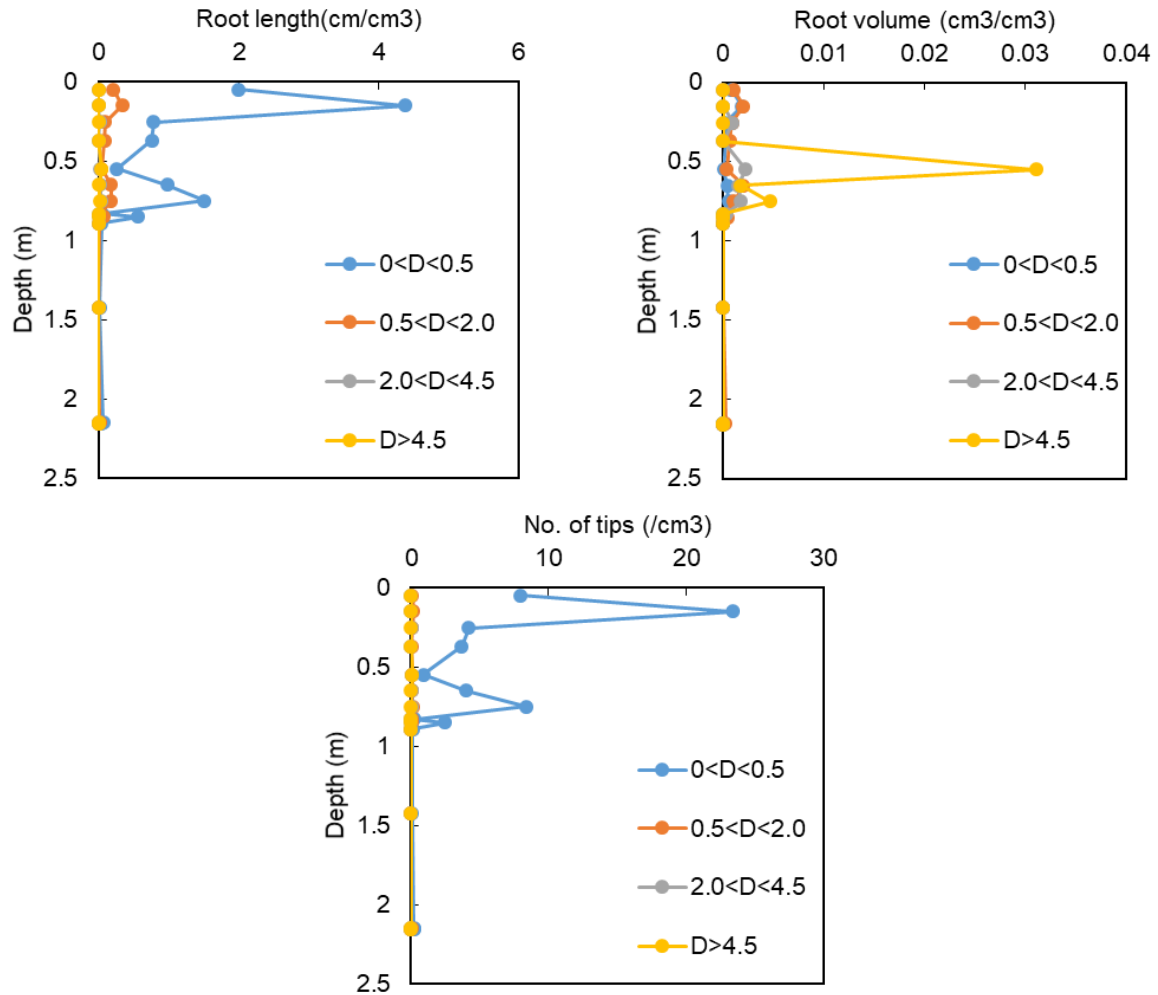 Root length(cm/cm3)
0 2 4 6
0
0.5
1
1.5
2
2.5
Depth (m)
0<D<0.5
0.5<D<2.0
2.0<D<4.5
D>4.5
Root volume (cm3/cm3)
0 0.01 0.02 0.03 0.04
0
0.5
1
1.5
2
2.5
Depth (m)
0<D<0.5
0.5<D<2.0
2.0<D<4.5
D>4.5
No. of tips (/cm3)
0 10 20 30
0
0.5
1
1.5
2
2.5
Depth (m)
0<D<0.5
0.5<D<2.0
2.0<D<4.5
D>4.5